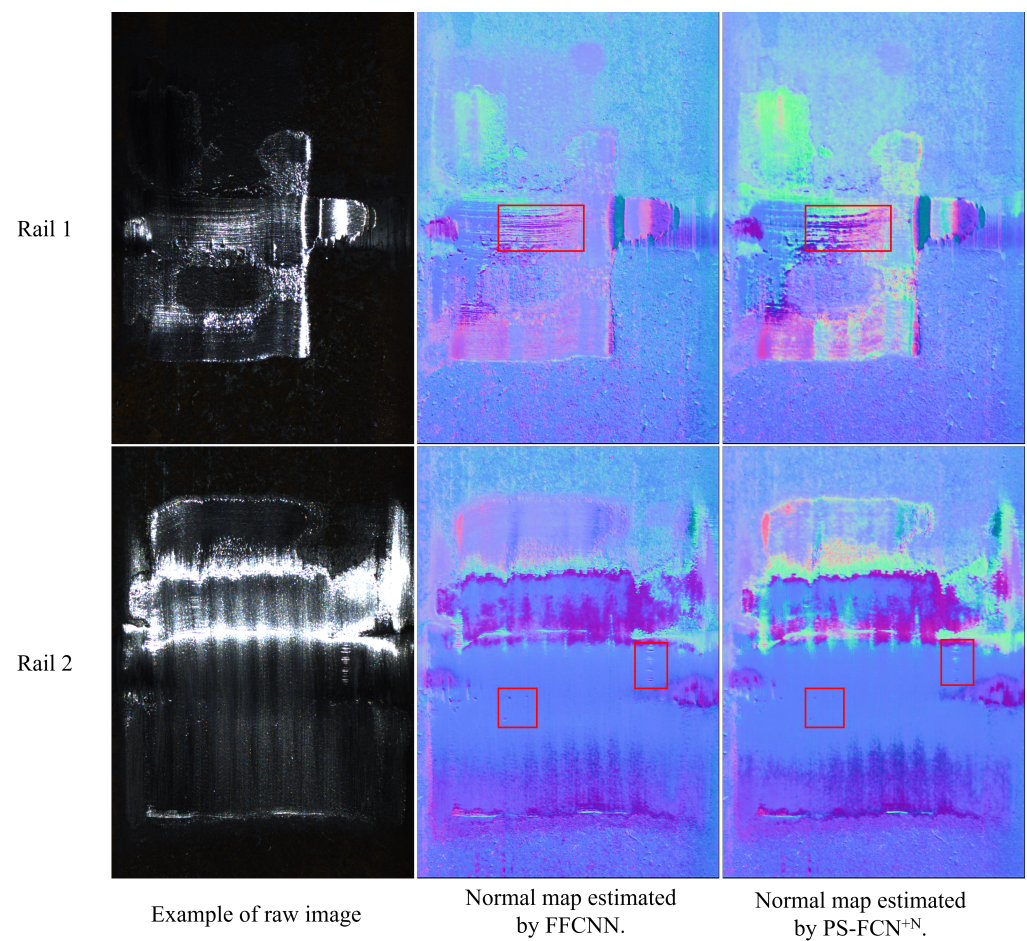 Rail 1
Rail 2
Example of raw image
Normal map estimated
by FFCNN.
Normal map estimated
by PS-FCN⁺ᴺ.